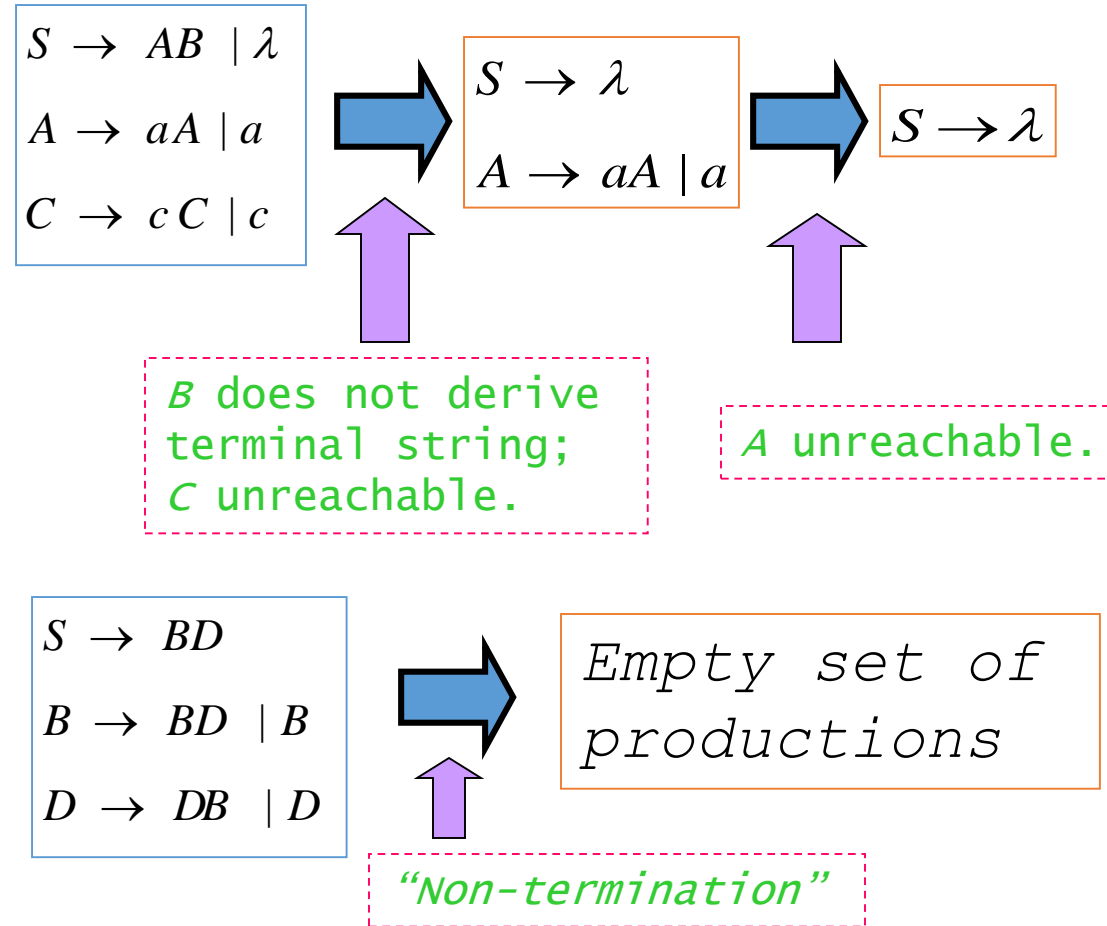 S → AB | λ
A → aA | a
C → cC | c
S → λ
A → aA | a
S → λ
B does not derive
terminal string;
C unreachable.
A unreachable.
S → BD
B → BD | B
D → DB | D
Empty set of
productions
“Non-termination”